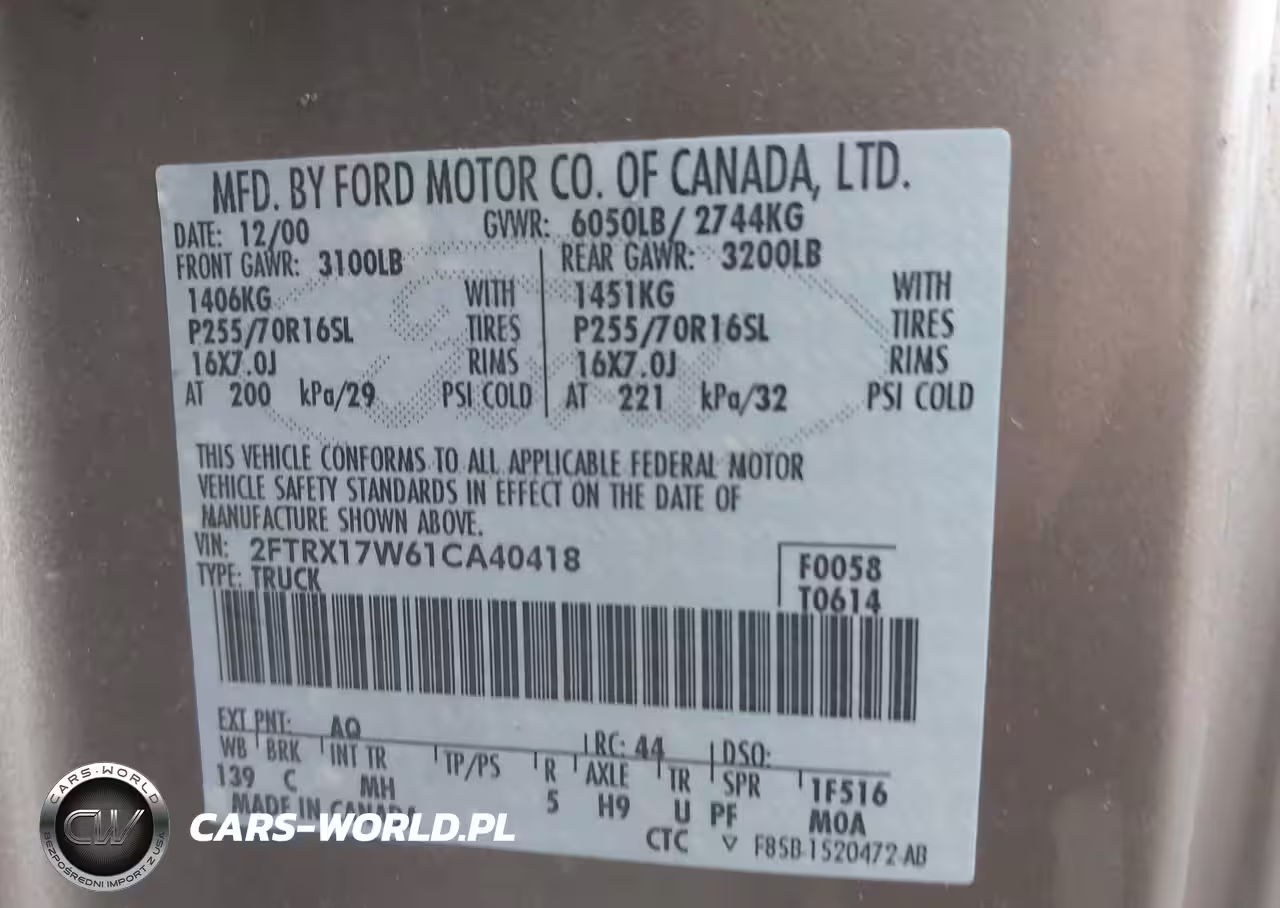 MFD. BY FORD MOTOR CO. OF CANADA, LTD.
DATE: 12/00 GVWR: 6050LB/ 2744KG
FRONT GAWR: 3100LB REAR GAWR: 3200LB
1406KG WITH 1451KG WITH
P255/70R16SL TIRES P255/70R16SL TIRES
16X7.0J RIMS 16X7.0J RIMS
AT 200 kPa/29 PSI COLD AT 221 kPa/32 PSI COLD
THIS VEHICLE CONFORMS TO ALL APPLICABLE FEDERAL MOTOR
VEHICLE SAFETY STANDARDS IN EFFECT ON THE DATE OF
MANUFACTURE SHOWN ABOVE.
VIN: 2FTRX17W61CA40418 F0058
TYPE: TRUCK T0614
EXT PNT: AQ RC: 44 DSO:
WB BRK INT TR TP/PS R AXLE TR SPR 1F516
139 C MH 5 H9 U PF M0A
MADE IN CANADA CTC F85B-1520472-AB
CARS-WORLD
CW
BEZPOŚREDNI IMPORT Z USA
CARS-WORLD.PL